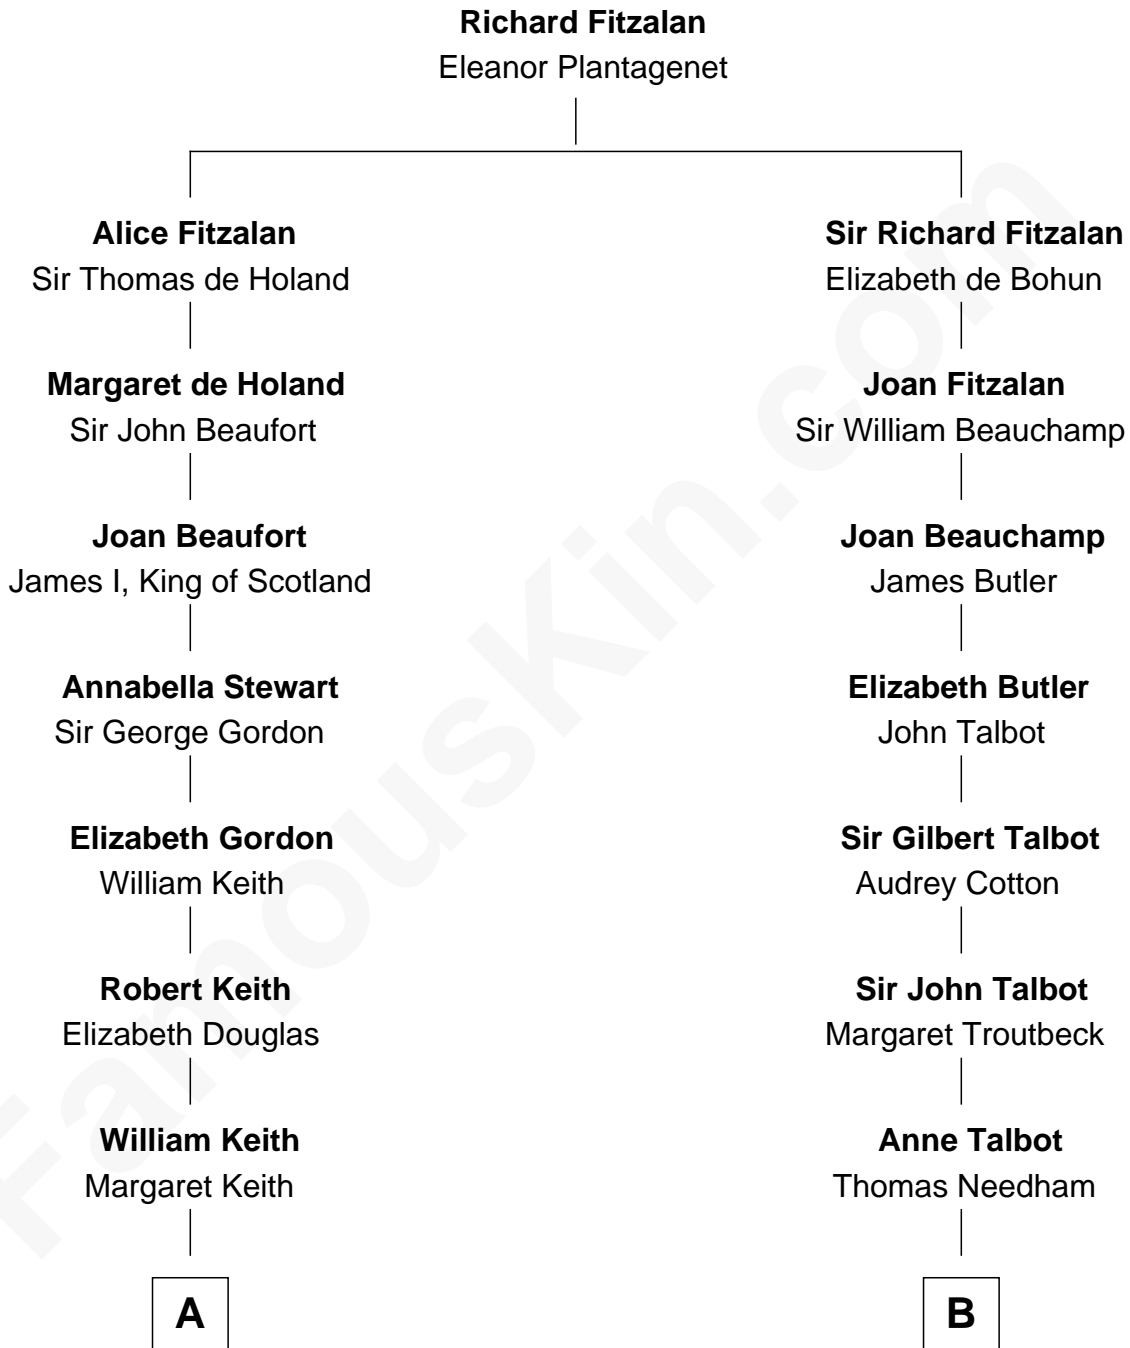 Richard Fitzalan
Eleanor Plantagenet
Alice Fitzalan
Sir Thomas de Holand
Sir Richard Fitzalan
Elizabeth de Bohun
Margaret de Holand
Sir John Beaufort
Joan Fitzalan
Sir William Beauchamp
Joan Beaufort
James I, King of Scotland
Joan Beauchamp
James Butler
Annabella Stewart
Sir George Gordon
Elizabeth Butler
John Talbot
Elizabeth Gordon
William Keith
Sir Gilbert Talbot
Audrey Cotton
Robert Keith
Elizabeth Douglas
Sir John Talbot
Margaret Troutbeck
William Keith
Margaret Keith
Anne Talbot
Thomas Needham
A
B
FamousKin.com